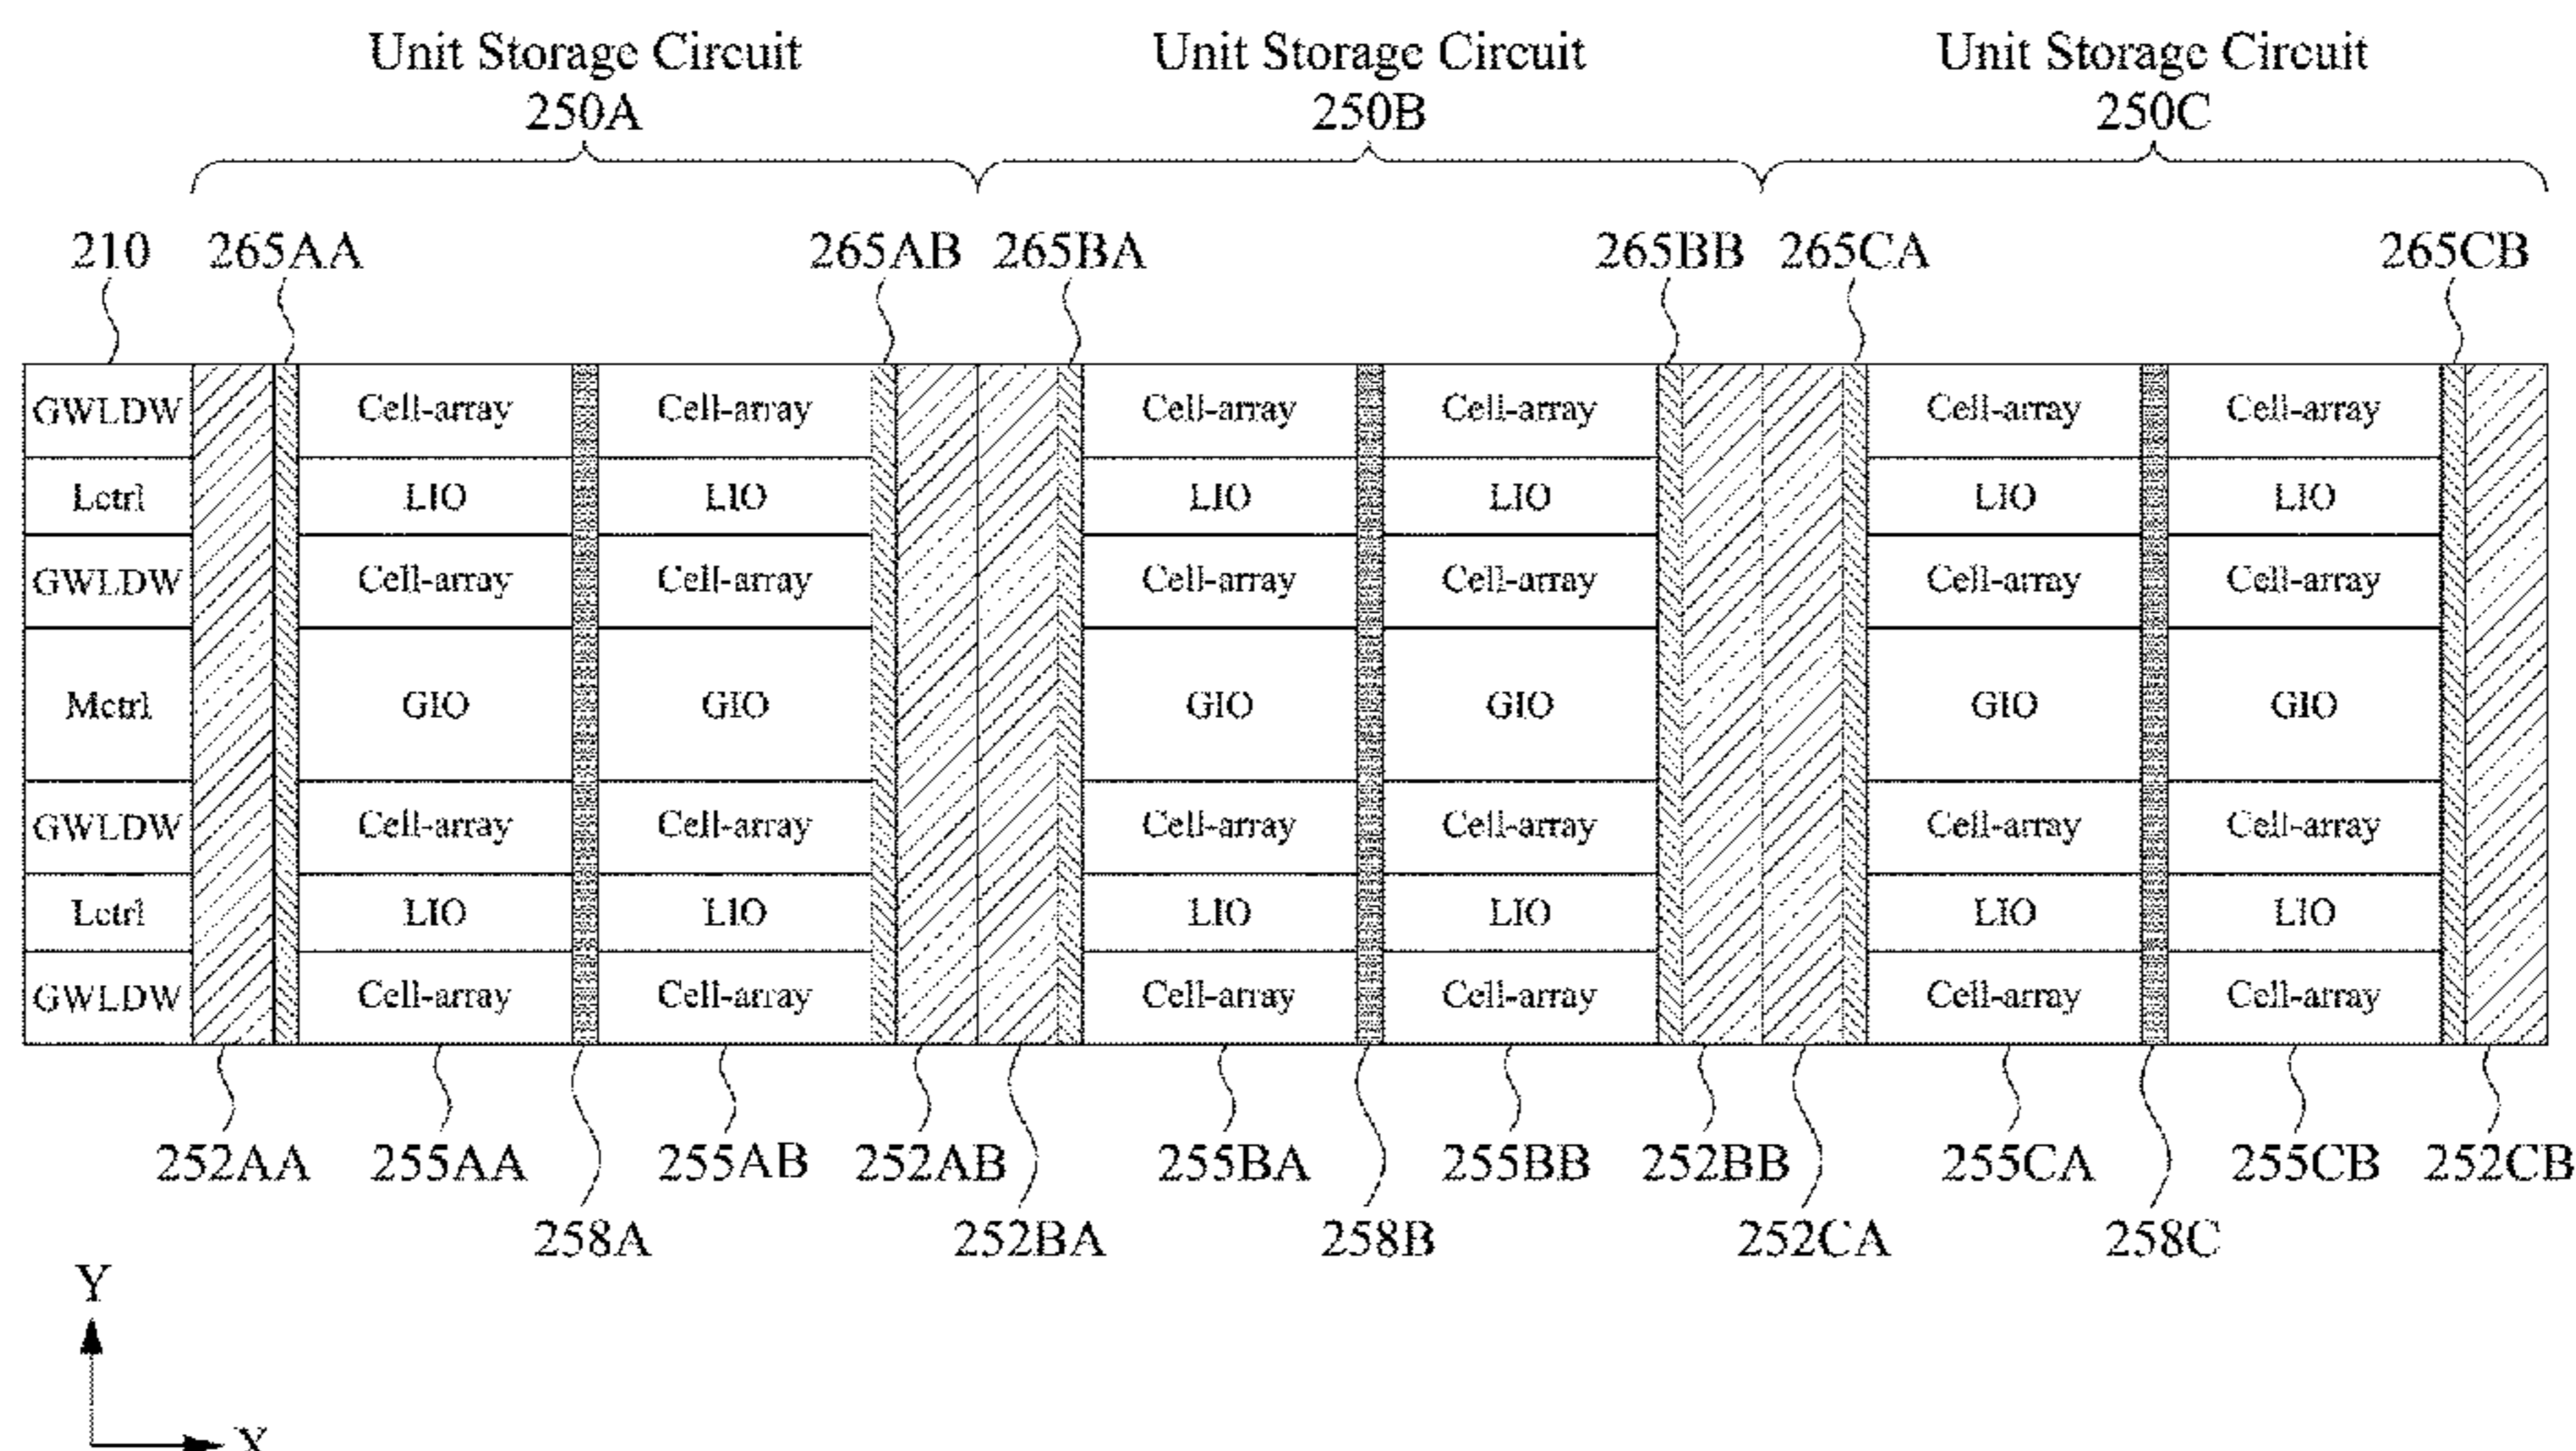 Unit Storage Circuit Unit Storage Circuit Unit Storage Circuit
250A 250B 250C
210 265AA 265AB 265BA 265BB 265CA 265CB
GWLDW Cell-array Cell-array Cell-array Cell-array Cell-array Cell-array
Lctrl LIO LIO LIO LIO LIO LIO
GWLDW Cell-array Cell-array Cell-array Cell-array Cell-array Cell-array
Mctrl GIO GIO GIO GIO GIO GIO
GWLDW Cell-array Cell-array Cell-array Cell-array Cell-array Cell-array
Lctrl LIO LIO LIO LIO LIO LIO
GWLDW Cell-array Cell-array Cell-array Cell-array Cell-array Cell-array
252AA 255AA 255AB 252AB 255BA 255BB 252BB 255CA 255CB 252CB
258A 252BA 258B 252CA 258C
Y
X